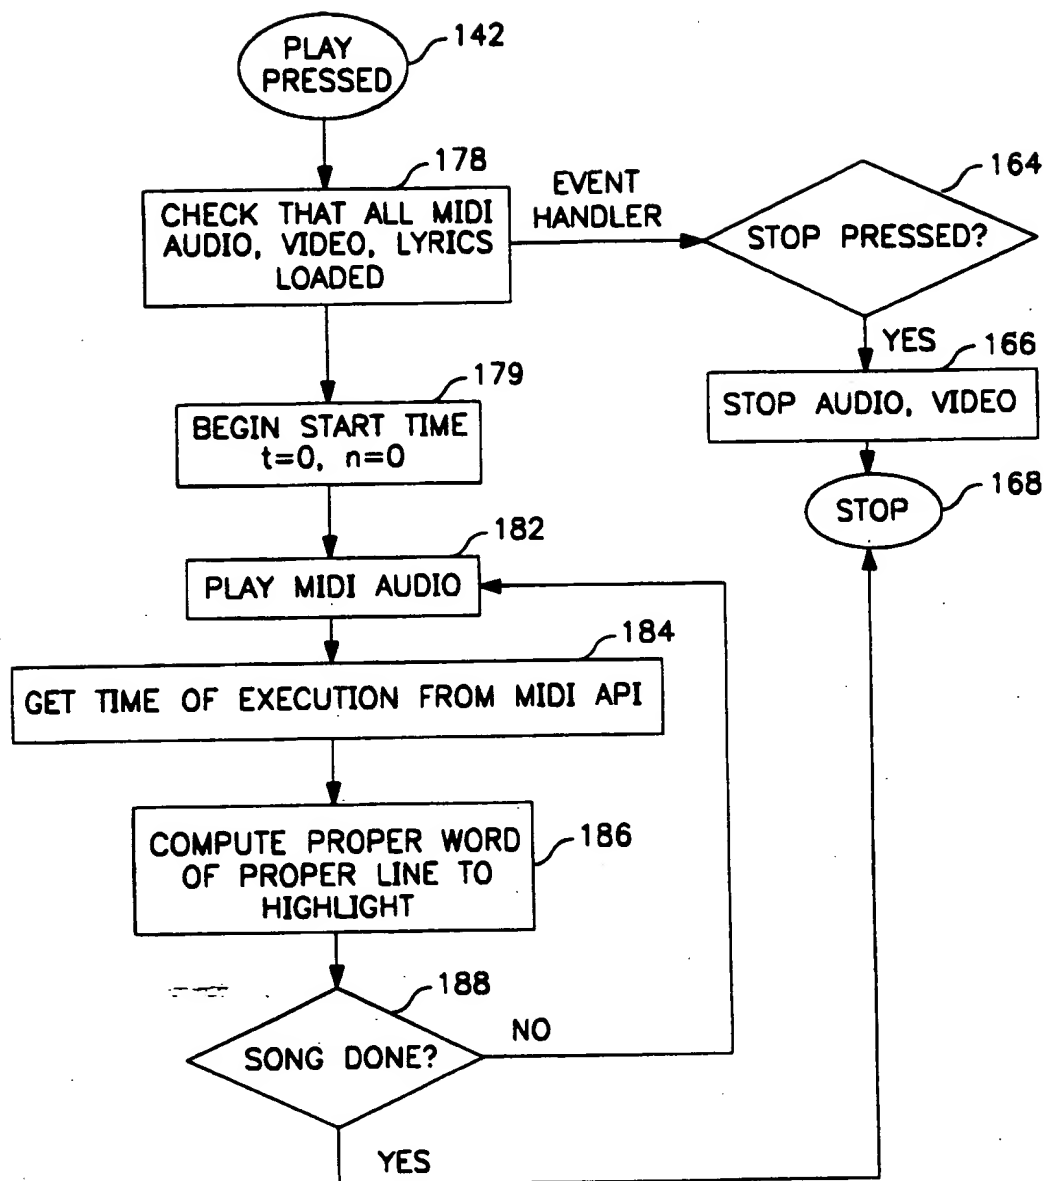 PLAY
PRESSED
142
178
CHECK THAT ALL MIDI
AUDIO, VIDEO, LYRICS
LOADED
EVENT
HANDLER
164
STOP PRESSED?
YES
166
STOP AUDIO, VIDEO
168
STOP
179
BEGIN START TIME
t=0, n=0
182
PLAY MIDI AUDIO
184
GET TIME OF EXECUTION FROM MIDI API
186
COMPUTE PROPER WORD
OF PROPER LINE TO
HIGHLIGHT
188
SONG DONE?
NO
YES